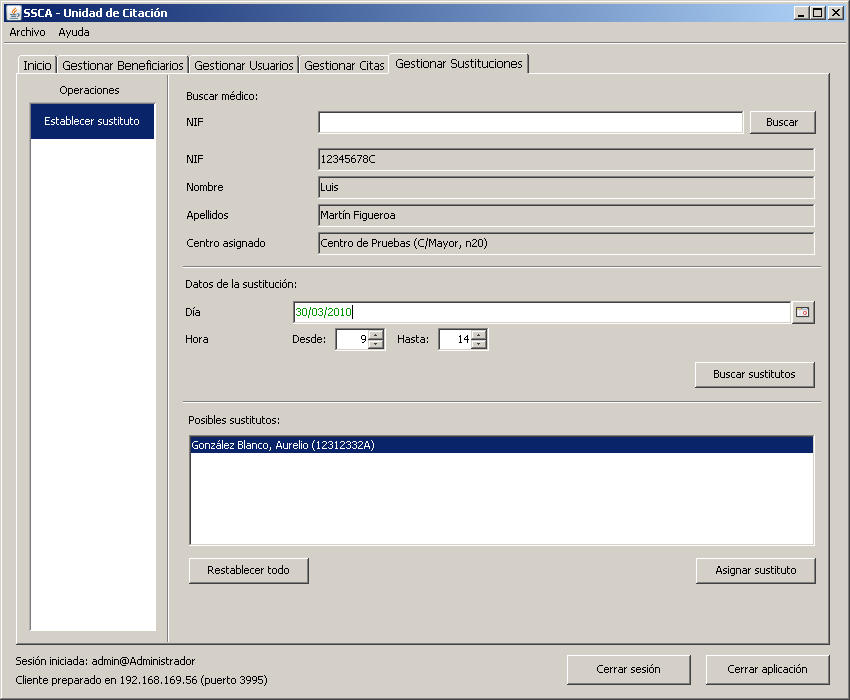 SSCA - Unidad de Citación
Archivo Ayuda
Inicio Gestionar Beneficiarios Gestionar Usuarios Gestionar Citas Gestionar Sustituciones
Operaciones
Establecer sustituto
Buscar médico:
NIF Buscar
NIF 12345678C
Nombre Luis
Apellidos Martín Figueroa
Centro asignado Centro de Pruebas (C/Mayor, n20)
Datos de la sustitución:
Día 30/03/2010
Hora Desde: 9 Hasta: 14
Buscar sustitutos
Posibles sustitutos:
González Blanco, Aurelio (12312332A)
Restablecer todo Asignar sustituto
Sesión iniciada: admin@Administrador
Cliente preparado en 192.168.169.56 (puerto 3995)
Cerrar sesión Cerrar aplicación